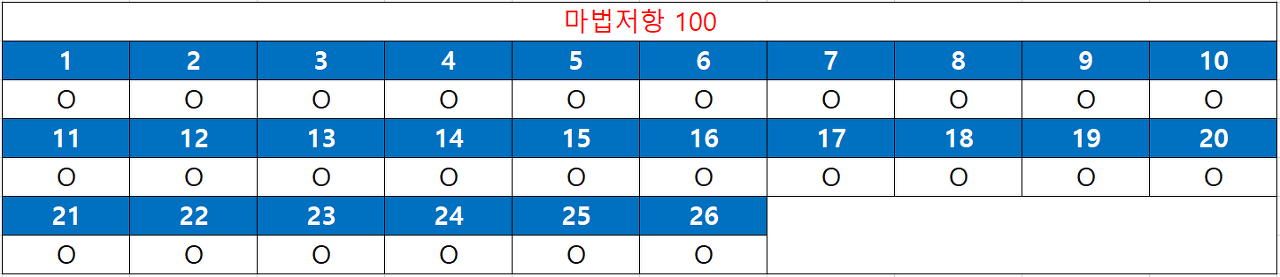 마법저항 100
1 2 3 4 5 6 7 8 9 10
O O O O O O O O O O
11 12 13 14 15 16 17 18 19 20
O O O O O O O O O O
21 22 23 24 25 26
O O O O O O